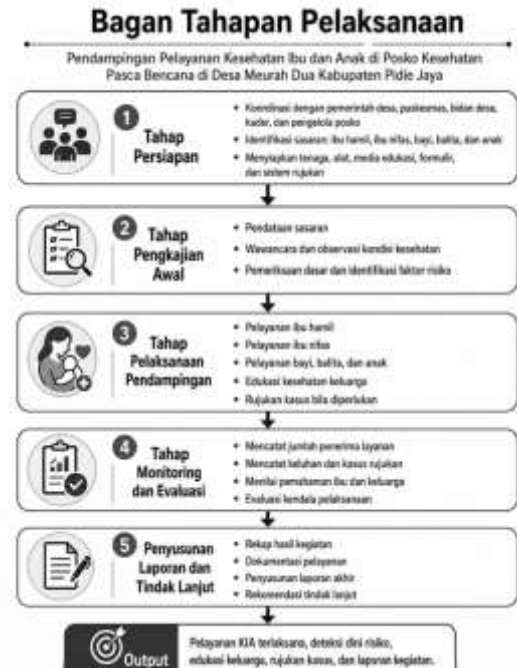 Bagan Tahapan Pelaksanaan
Pendampingan Pelayanan Kesehatan Ibu dan Anak di Posko Kesehatan
Pasca Bencana di Desa Meurah Dua Kabupaten Pidie Jaya
1
Tahap
Persiapan
• Koordinasi dengan pemerintah desa, puskesmas, bidan desa,
kadar, dan pengelola posko
• Identifikasi sasaran: ibu hamil, ibu nifas, bayi, balita, dan anak
• Menyiapkan tenaga, alat, media edukasi, formulir,
dan sistem rujukan
2
Tahap
Pengkajian
Awal
• Pendataan sasaran
• Wawancara dan observasi kondisi kesehatan
• Pemeriksaan dasar dan identifikasi faktor risiko
3
Tahap
Pelaksanaan
Pendampingan
• Pelayanan ibu hamil
• Pelayanan ibu nifas
• Pelayanan bayi, balita, dan anak
• Edukasi kesehatan keluarga
• Rujukan kasus bila diperlukan
4
Tahap
Monitoring
dan Evaluasi
• Mencatat jumlah penerima layanan
• Mencatat keluhan dan kasus rujukan
• Menilai pemahaman ibu dan keluarga
• Evaluasi kendala pelaksanaan
5
Penyusunan
Laporan dan
Tindak Lanjut
• Rekap hasil kegiatan
• Dokumentasi pelayanan
• Penyusunan laporan akhir
• Rekomendasi tindak lanjut
Output
Pelayanan KIA terlaksana, deteksi dini risiko,
edukasi keluarga, rujukan kasus, dan laporan kegiatan.